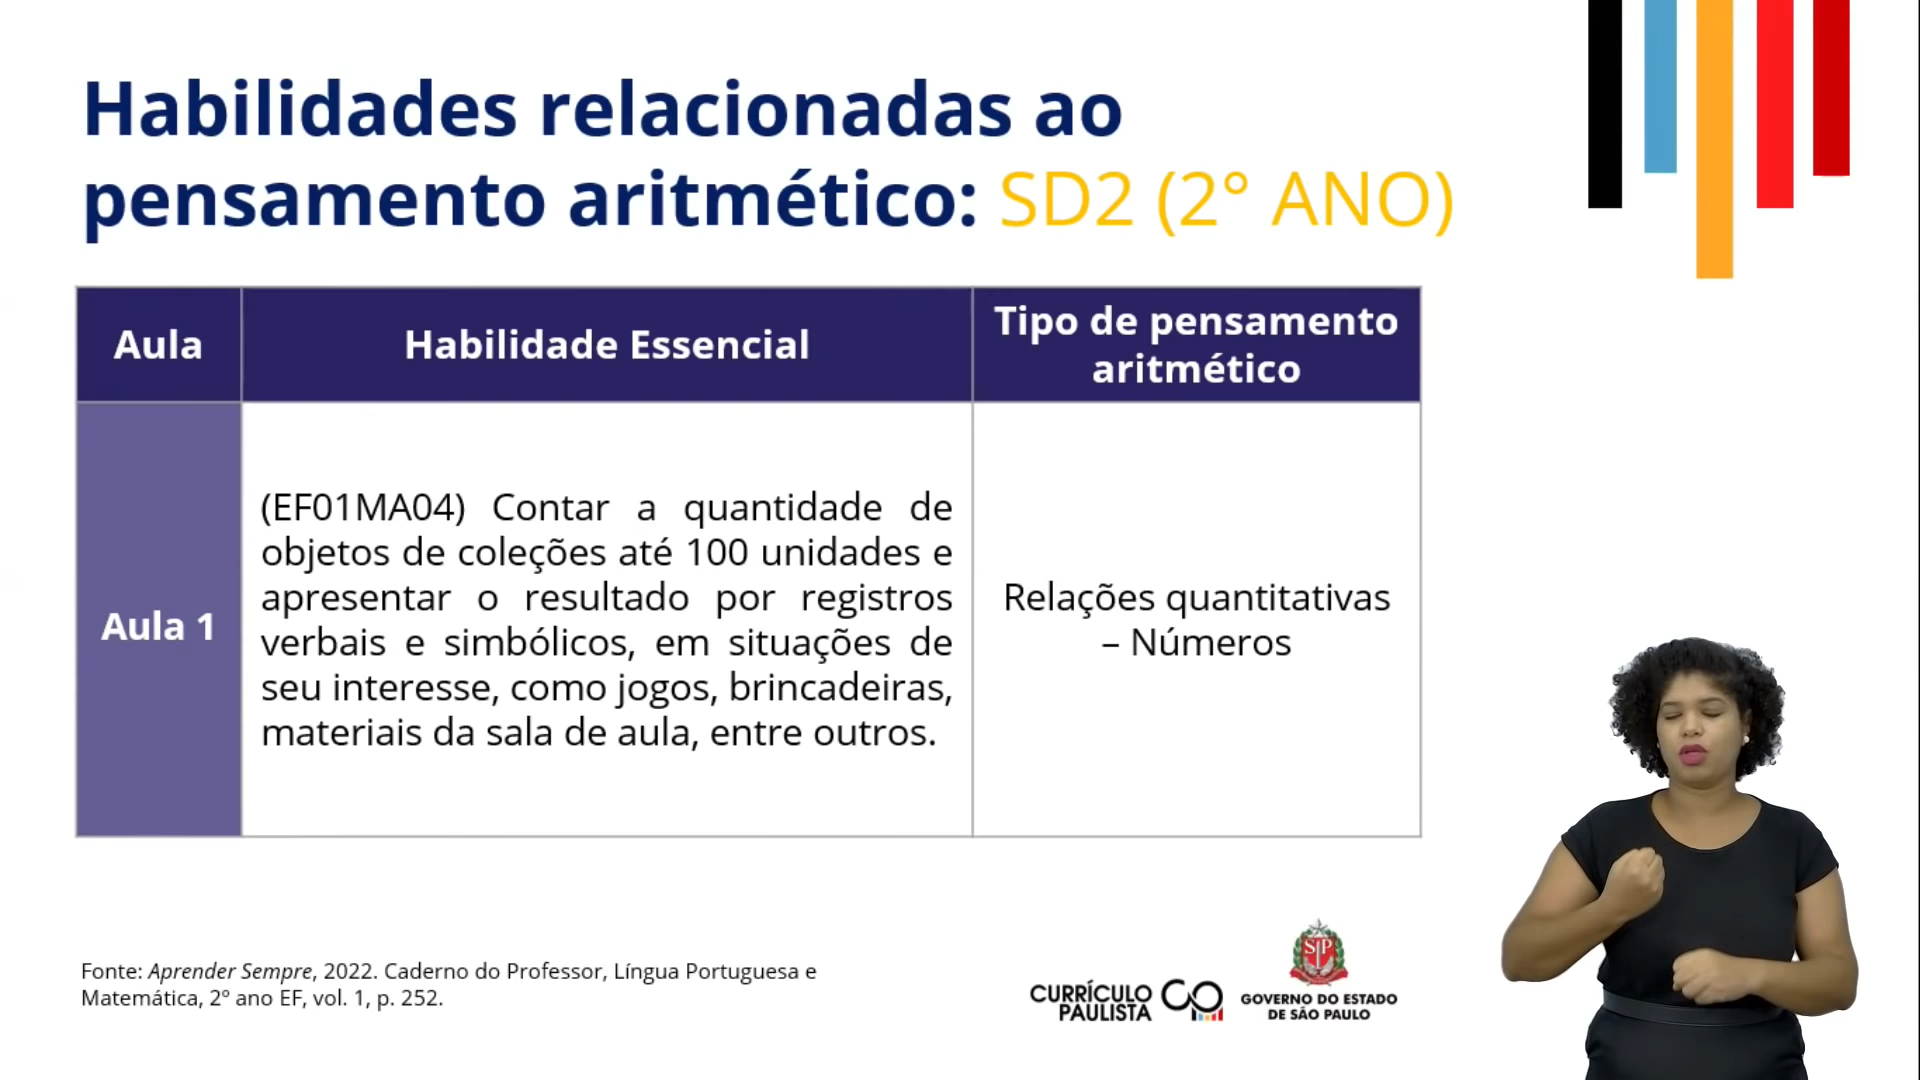 Habilidades relacionadas ao
pensamento aritmético: SD2 (2° ANO)
Aula
Habilidade Essencial
Tipo de pensamento
aritmético
Aula 1
(EF01MA04) Contar a quantidade de
objetos de coleções até 100 unidades e
apresentar o resultado por registros
verbais e simbólicos, em situações de
seu interesse, como jogos, brincadeiras,
materiais da sala de aula, entre outros.
Relações quantitativas
– Números
Fonte: Aprender Sempre, 2022. Caderno do Professor, Língua Portuguesa e
Matemática, 2º ano EF, vol. 1, p. 252.
CURRÍCULO
PAULISTA
SP
GOVERNO DO ESTADO
DE SÃO PAULO